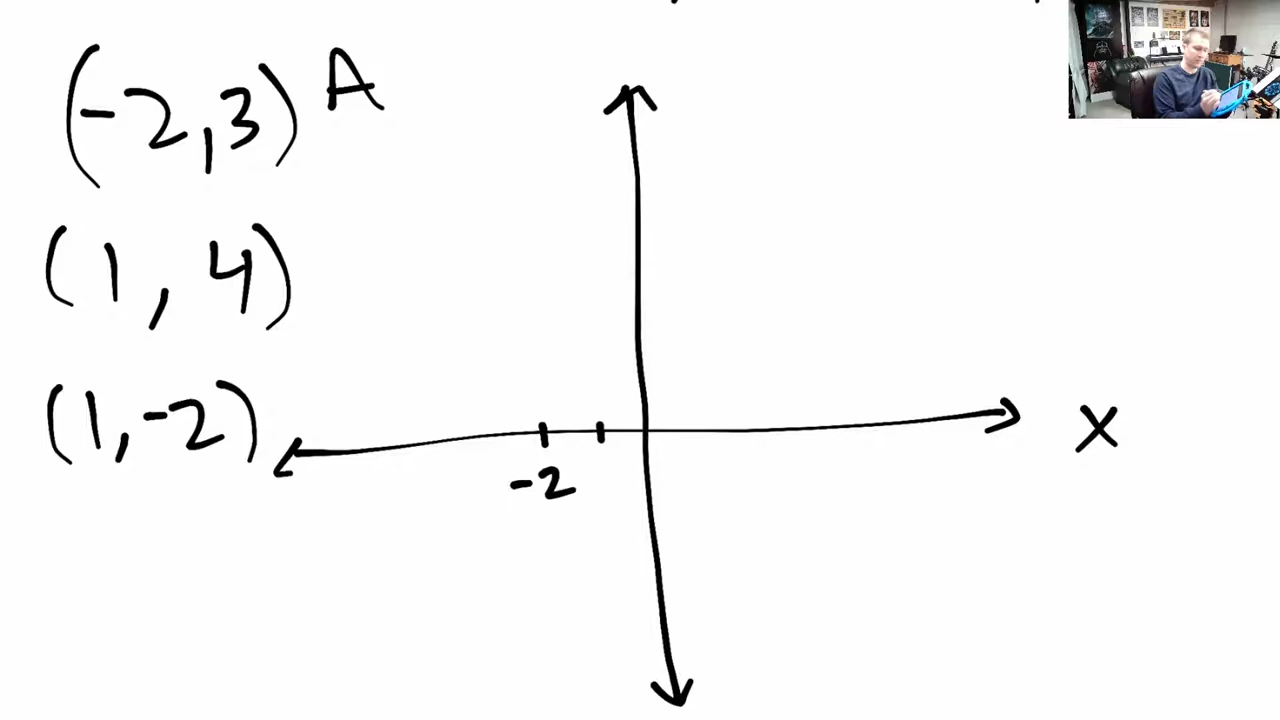 (-2,3) A
(1, 4)
(1,-2)
X
-2